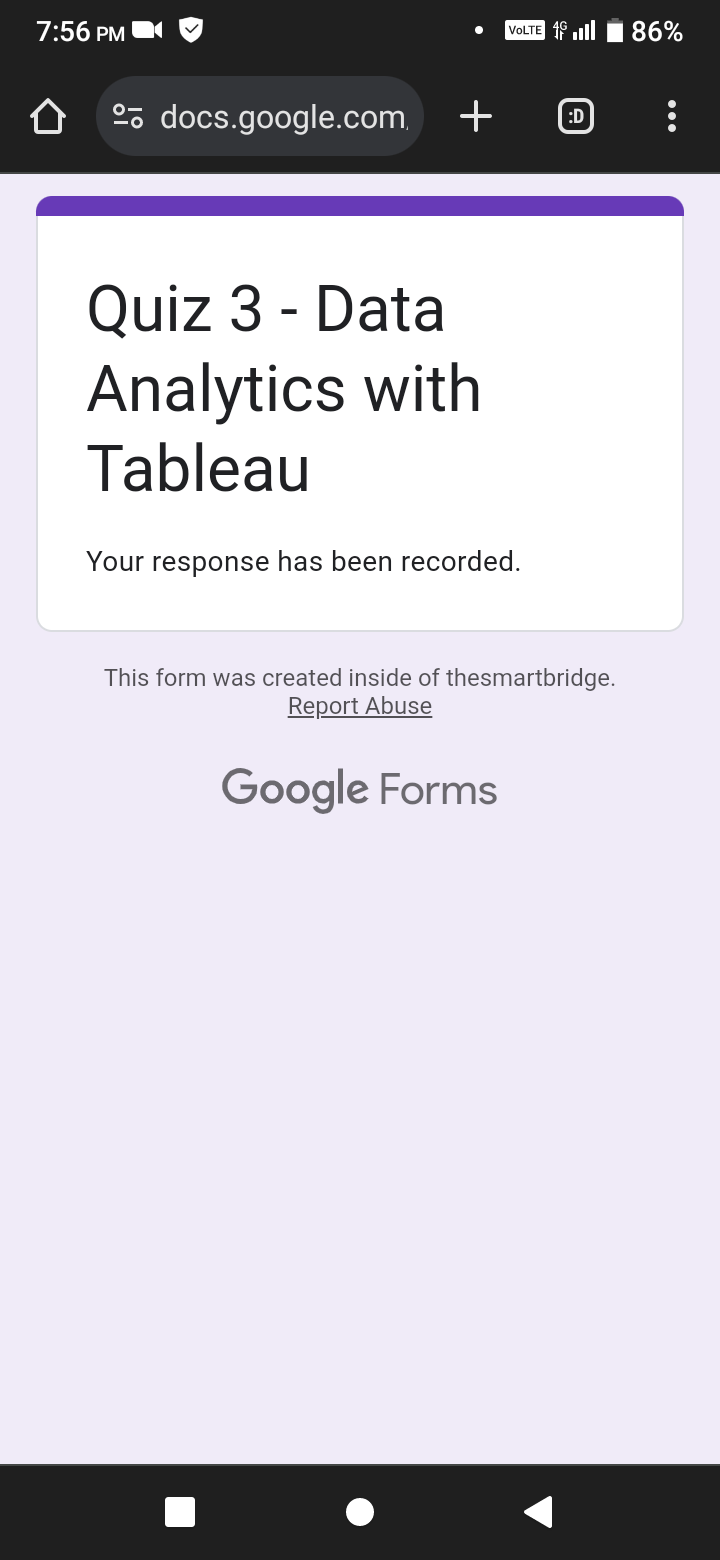 7:56 PM VoLTE 4G 86%
docs.google.com :D
Quiz 3 - Data
Analytics with
Tableau
Your response has been recorded.
This form was created inside of thesmartbridge.
Report Abuse
Google Forms